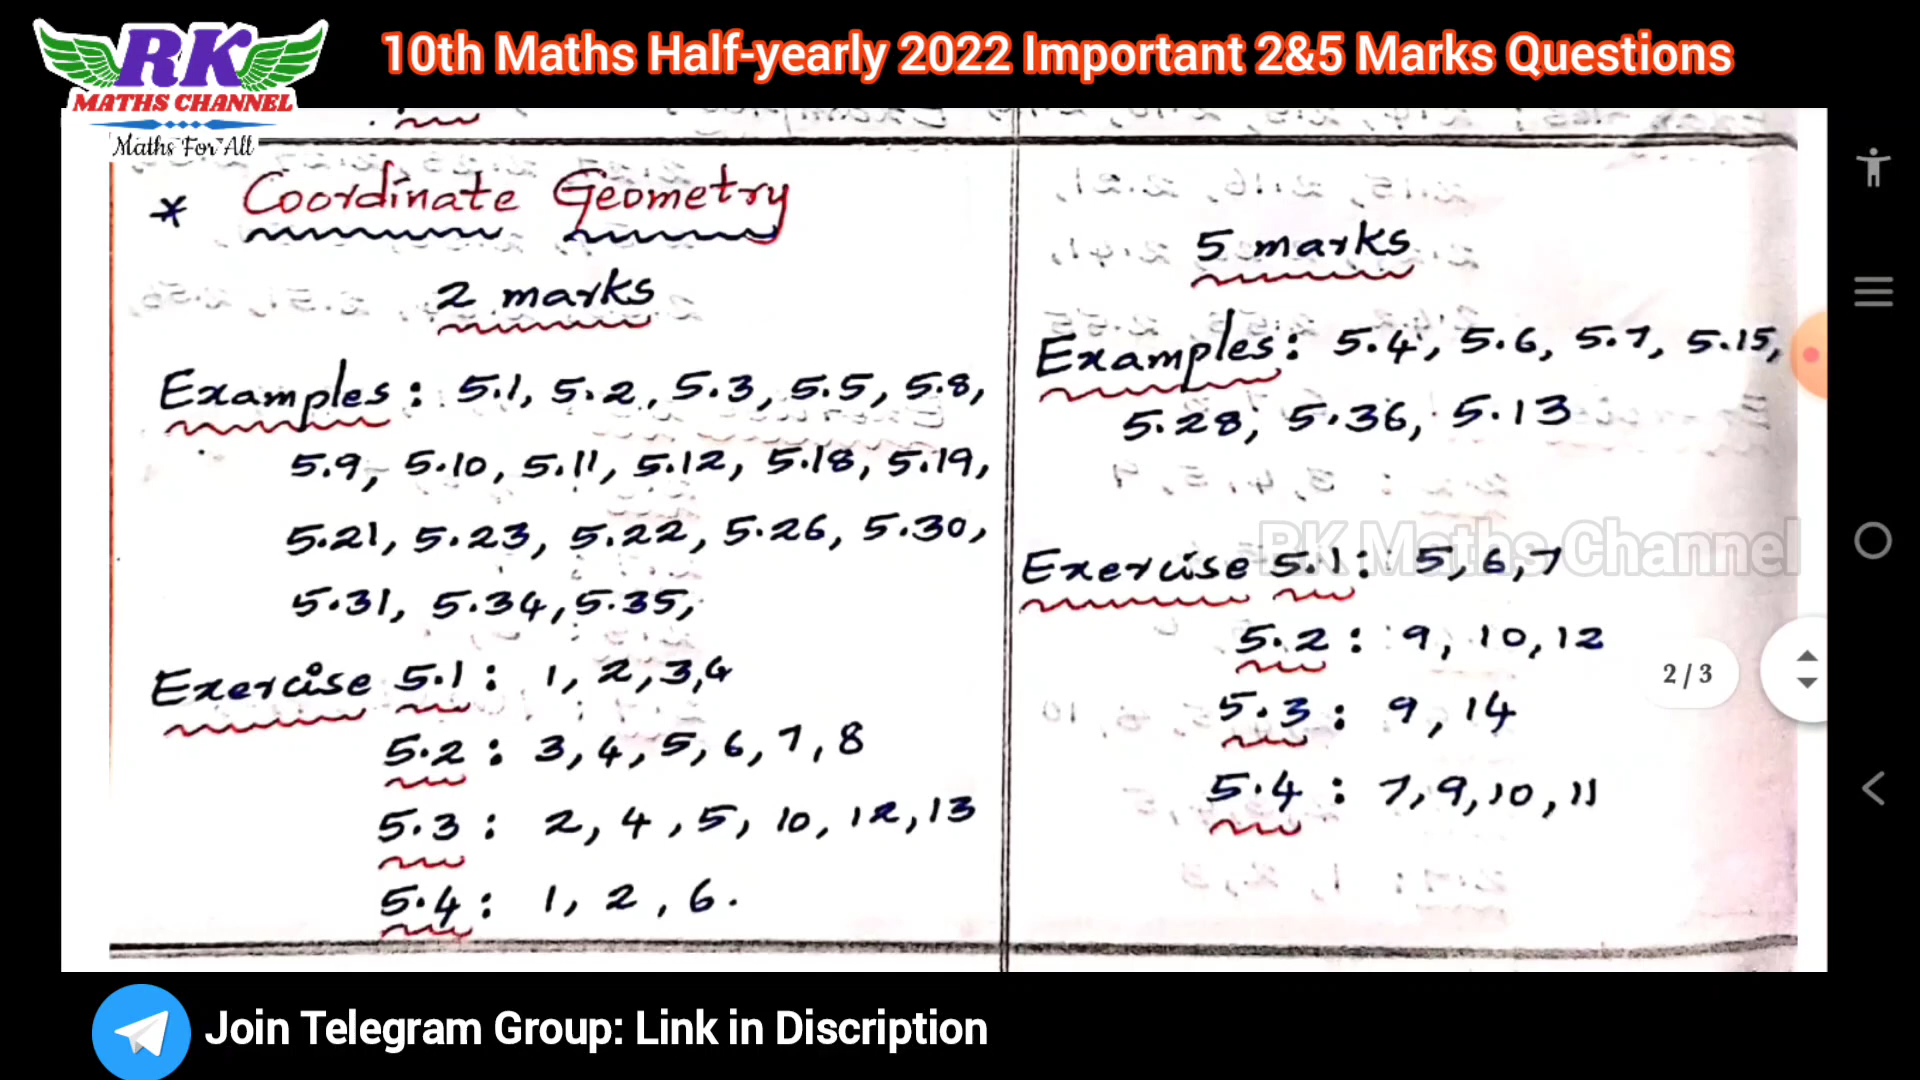 RK
MATHS CHANNEL
Maths For All
10th Maths Half-yearly 2022 Important 2&5 Marks Questions
* Coordinate Geometry
2 marks
Examples : 5.1, 5.2, 5.3, 5.5, 5.8,
5.9, 5.10, 5.11, 5.12, 5.18, 5.19,
5.21, 5.23, 5.22, 5.26, 5.30,
5.31, 5.34, 5.35,
Exercise 5.1 : 1, 2, 3, 4
5.2 : 3, 4, 5, 6, 7, 8
5.3 : 2, 4, 5, 10, 12, 13
5.4 : 1, 2, 6.
5 marks
Examples : 5.4, 5.6, 5.7, 5.15,
5.28, 5.36, 5.13
RK Maths Channel
Exercise 5.1 : 5, 6, 7
5.2 : 9, 10, 12
5.3 : 9, 14
5.4 : 7, 9, 10, 11
2 / 3
Join Telegram Group: Link in Discription